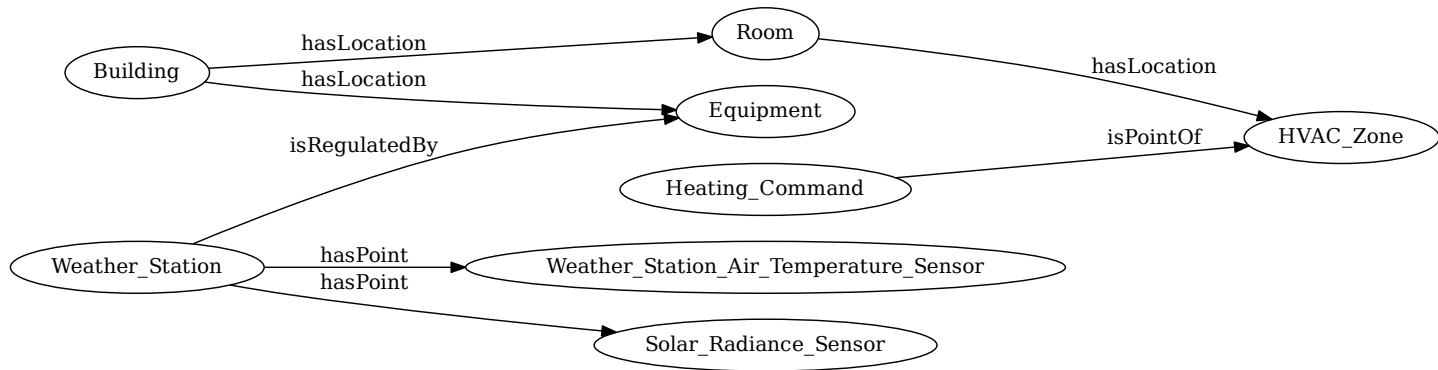 Building
hasLocation
Room
hasLocation
hasLocation
Equipment
isRegulatedBy
isPointOf
HVAC_Zone
Heating_Command
Weather_Station
hasPoint
Weather_Station_Air_Temperature_Sensor
hasPoint
Solar_Radiance_Sensor